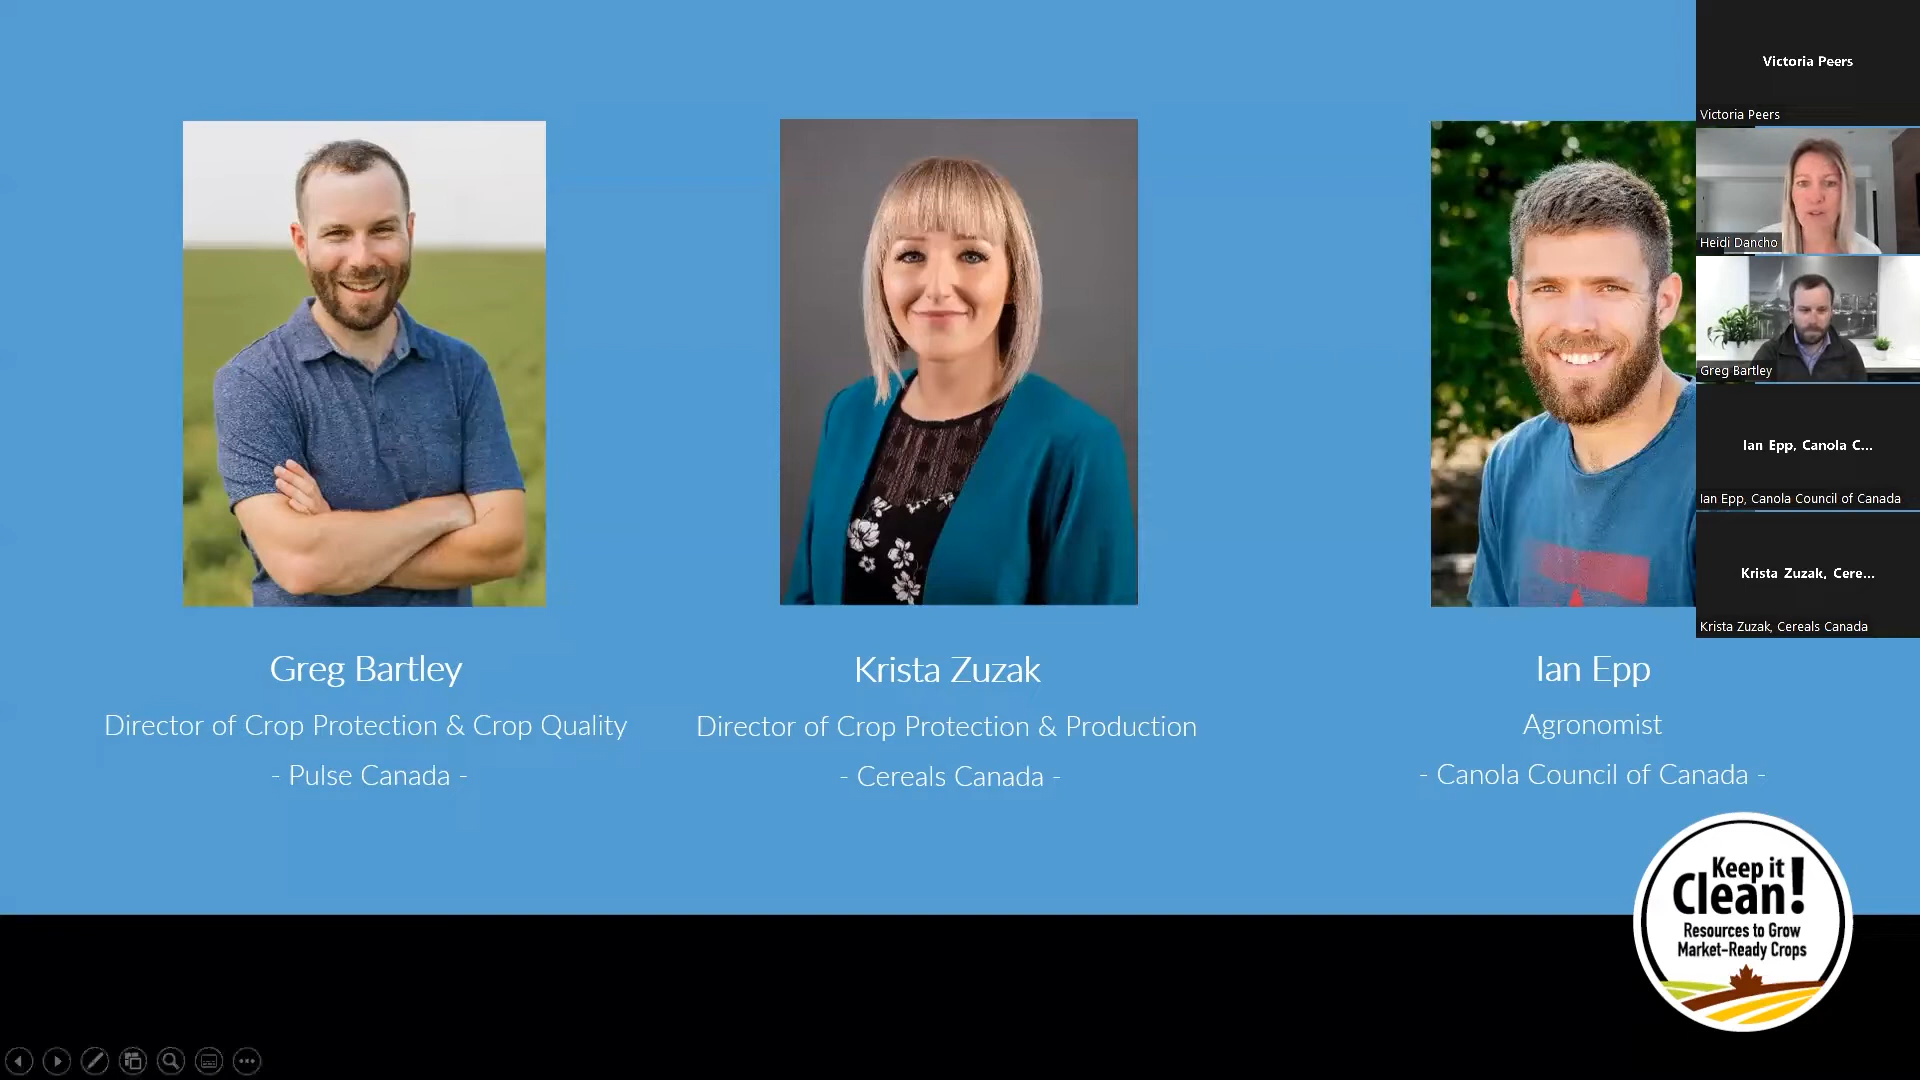 Victoria Peers
Victoria Peers
Heidi Dancho
Greg Bartley
Ian Epp, Canola C...
Ian Epp, Canola Council of Canada
Krista Zuzak, Cere...
Krista Zuzak, Cereals Canada
Greg Bartley
Director of Crop Protection & Crop Quality
- Pulse Canada -
Krista Zuzak
Director of Crop Protection & Production
- Cereals Canada -
Ian Epp
Agronomist
- Canola Council of Canada -
Keep it
Clean!
Resources to Grow
Market-Ready Crops